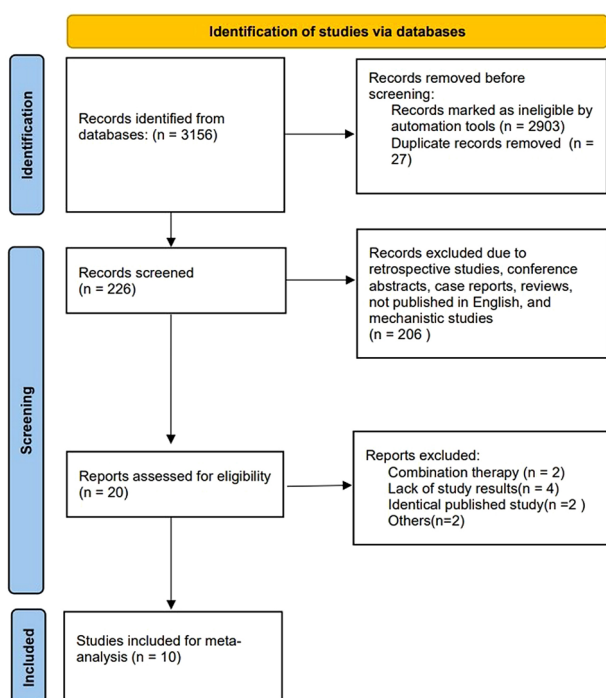 Identification of studies via databases
Identification
Records identified from
databases: (n = 3156)
Records removed before
screening:
Records marked as ineligible by
automation tools (n = 2903)
Duplicate records removed (n =
27)
Screening
Records screened
(n = 226)
Records excluded due to
retrospective studies, conference
abstracts, case reports, reviews,
not published in English, and
mechanistic studies
(n = 206 )
Reports assessed for eligibility
(n = 20)
Reports excluded:
Combination therapy (n = 2)
Lack of study results(n = 4)
Identical published study(n =2 )
Others(n=2)
Included
Studies included for meta-
analysis (n = 10)